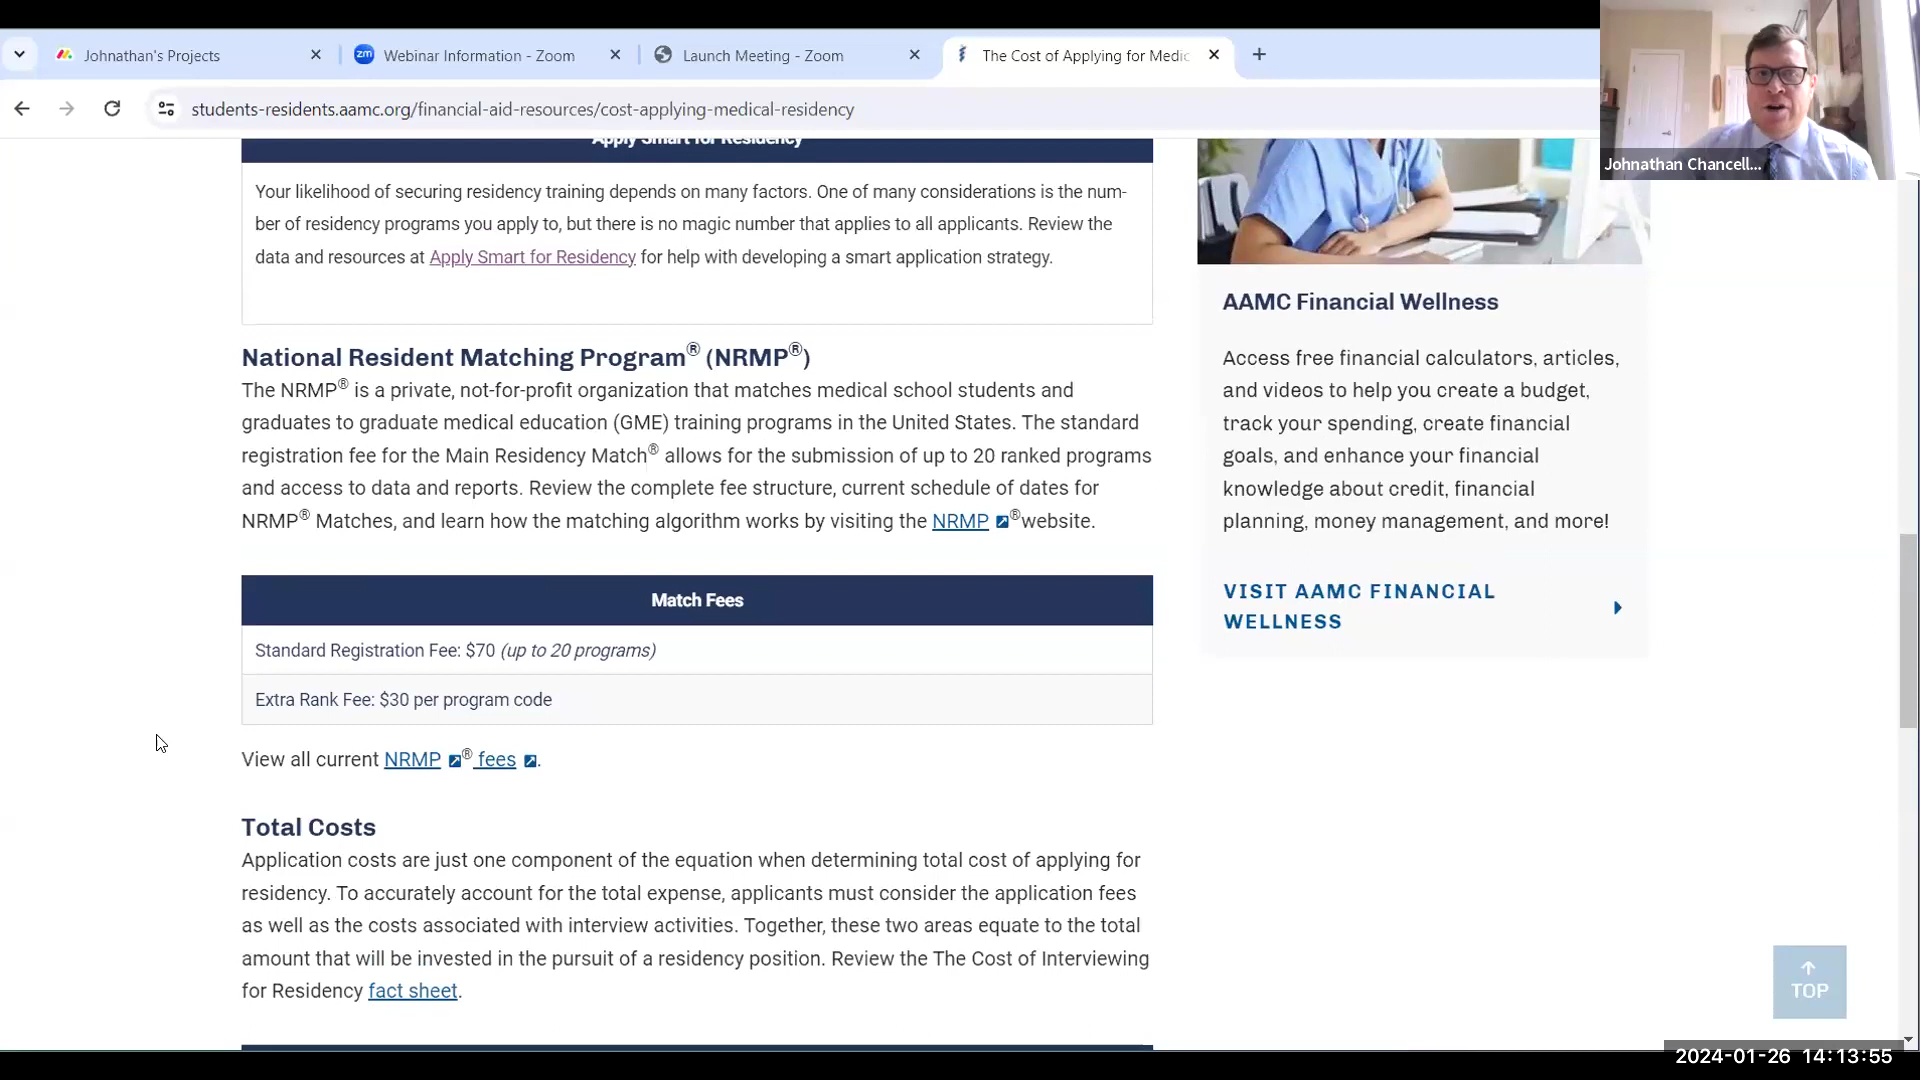 Johnathan's Projects
zm
Webinar Information - Zoom
Launch Meeting - Zoom
The Cost of Applying for Medic
students-residents.aamc.org/financial-aid-resources/cost-applying-medical-residency
Johnathan Chancell...
Apply Smart for Residency
Your likelihood of securing residency training depends on many factors. One of many considerations is the num-
ber of residency programs you apply to, but there is no magic number that applies to all applicants. Review the
data and resources at Apply Smart for Residency for help with developing a smart application strategy.
National Resident Matching Program® (NRMP®)
The NRMP® is a private, not-for-profit organization that matches medical school students and
graduates to graduate medical education (GME) training programs in the United States. The standard
registration fee for the Main Residency Match® allows for the submission of up to 20 ranked programs
and access to data and reports. Review the complete fee structure, current schedule of dates for
NRMP® Matches, and learn how the matching algorithm works by visiting the NRMP ®website.
Match Fees
Standard Registration Fee: $70 (up to 20 programs)
Extra Rank Fee: $30 per program code
View all current NRMP ® fees .
Total Costs
Application costs are just one component of the equation when determining total cost of applying for
residency. To accurately account for the total expense, applicants must consider the application fees
as well as the costs associated with interview activities. Together, these two areas equate to the total
amount that will be invested in the pursuit of a residency position. Review the The Cost of Interviewing
for Residency fact sheet.
AAMC Financial Wellness
Access free financial calculators, articles,
and videos to help you create a budget,
track your spending, create financial
goals, and enhance your financial
knowledge about credit, financial
planning, money management, and more!
VISIT AAMC FINANCIAL
WELLNESS
TOP
2024-01-26 14:13:55